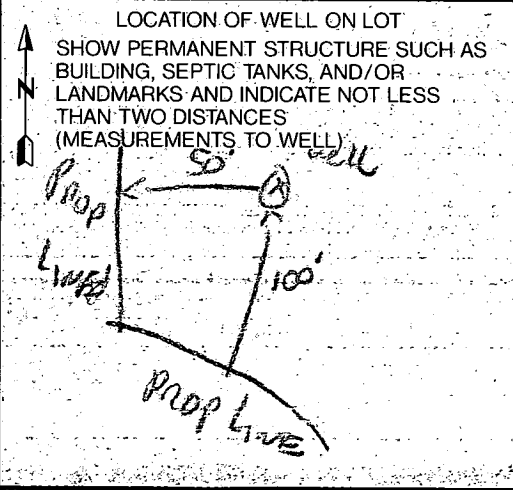 LOCATION OF WELL ON LOT
SHOW PERMANENT STRUCTURE SUCH AS
BUILDING, SEPTIC TANKS, AND/OR
LANDMARKS AND INDICATE NOT LESS
THAN TWO DISTANCES
(MEASUREMENTS TO WELL)
N
50'
Well
PROP
100'
PROP LINE